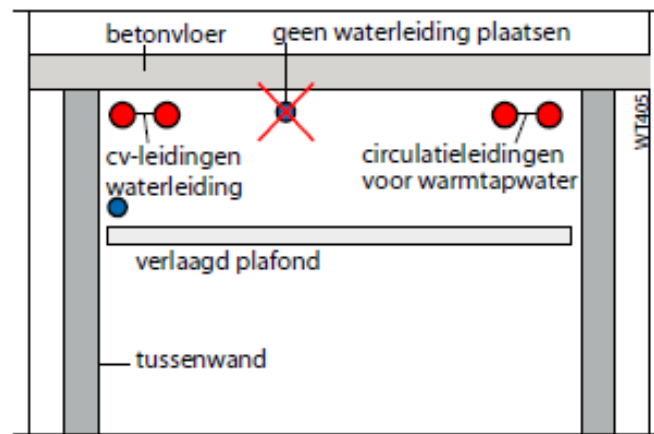 betonvloer
geen waterleiding plaatsen
WT405
cv-leidingen
waterleiding
circulatieleidingen
voor warmtapwater
verlaagd plafond
tussenwand